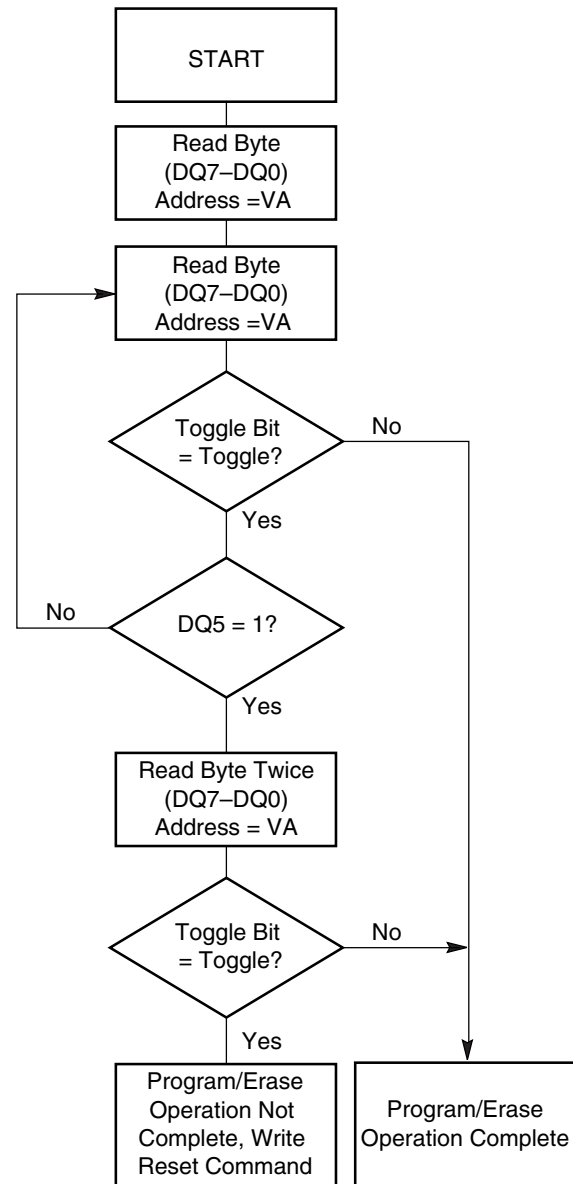 START
Read Byte
(DQ7–DQ0)
Address =VA
Read Byte
(DQ7–DQ0)
Address =VA
Toggle Bit
= Toggle?
No
Yes
No
DQ5 = 1?
Yes
Read Byte Twice
(DQ7–DQ0)
Address = VA
Toggle Bit
= Toggle?
No
Yes
Program/Erase
Operation Not
Complete, Write
Reset Command
Program/Erase
Operation Complete